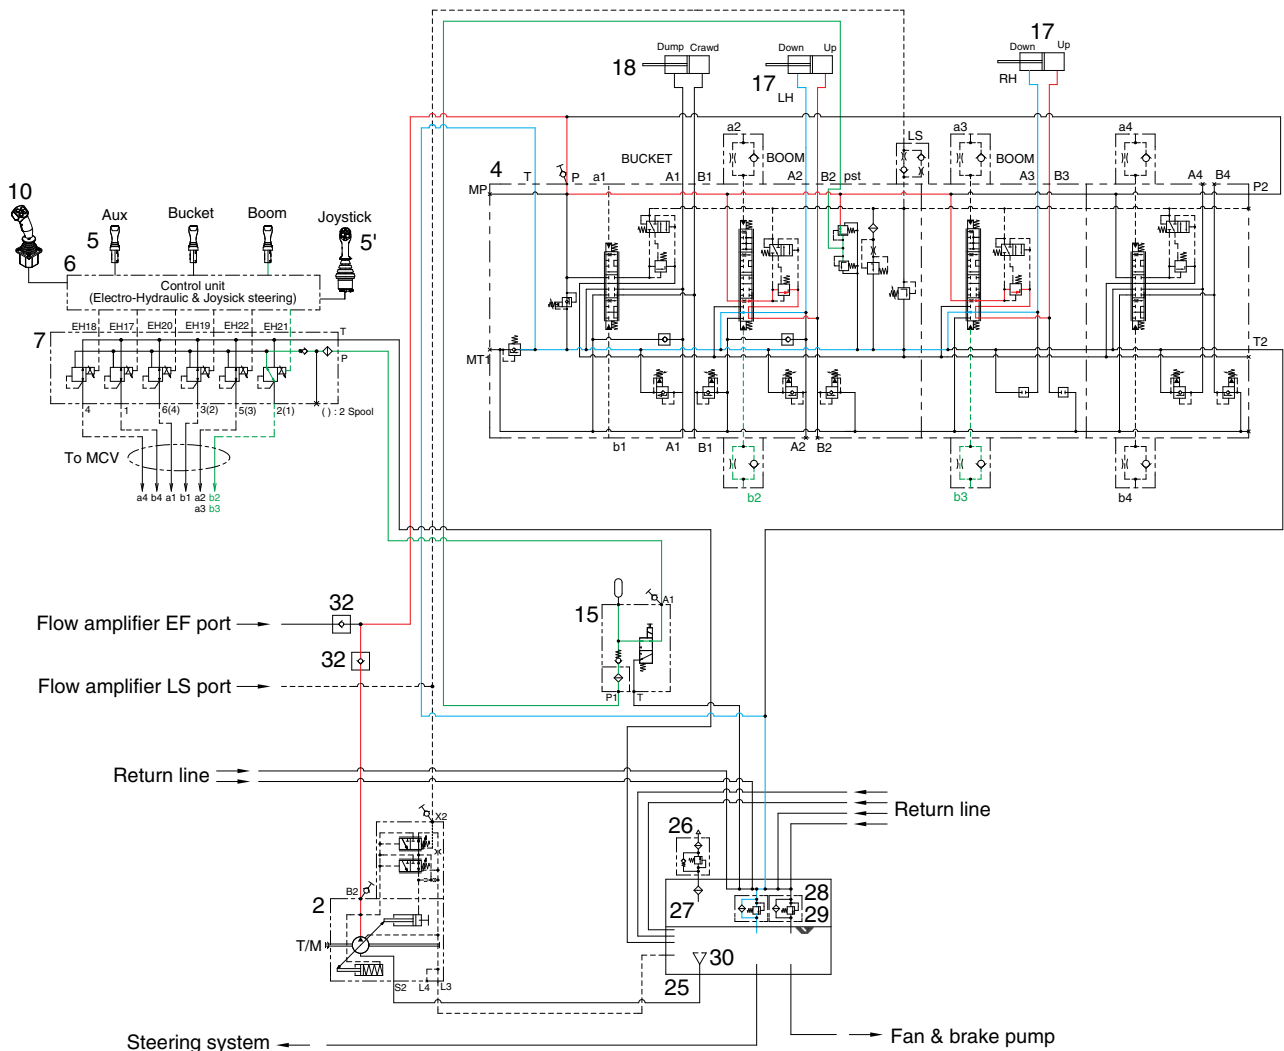 17
Down Up
RH
Dump Crawd
18
Down Up
17
LH
a2
a3
a4
LS
BUCKET
BOOM
BOOM
4
T
P
a1
A1
B1
A2
B2
pst
A3
B3
A4
B4
MP
P2
10
Aux
5
Bucket
Boom
Joystick
5'
6
Control unit
(Electro-Hydraulic & Joysick steering)
7
EH18
EH17
EH20
EH19
EH22
EH21
T
P
MT1
T2
4
1
6(4)
3(2)
5(3)
2(1)
( ) : 2 Spool
b1
A1
B1
A2
B2
To MCV
a4
b4
a1
b1
a2
b2
a3
b3
b2
b3
b4
32
15
A1
Flow amplifier EF port
32
Flow amplifier LS port
P1
T
Return line
Return line
X2
26
B2
2
27
28
29
T/M
30
S2
L4
L3
25
Steering system
Fan & brake pump